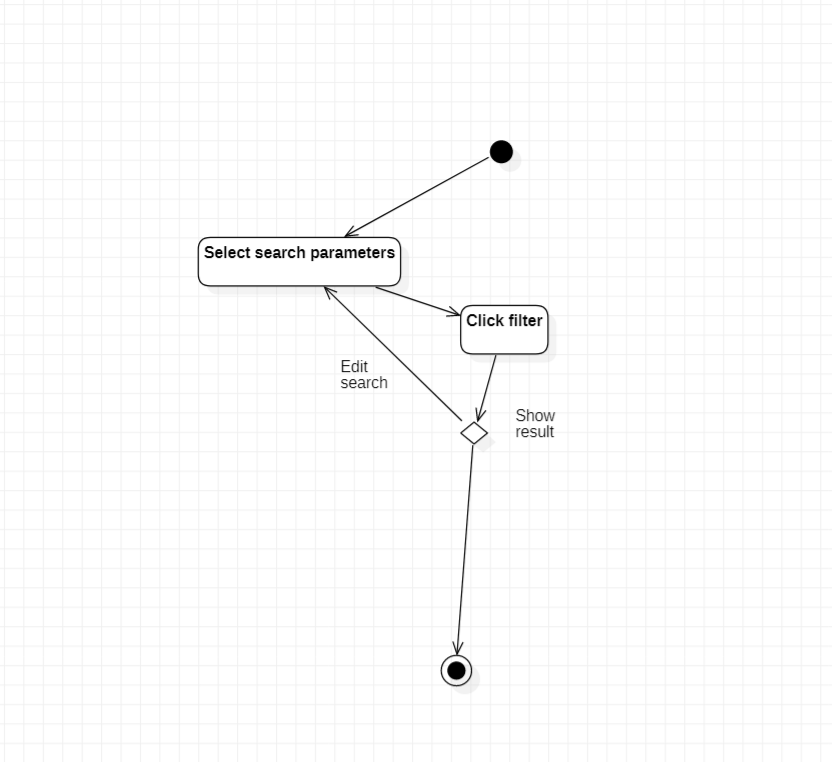 Select search parameters
Click filter
Edit
search
Show
result